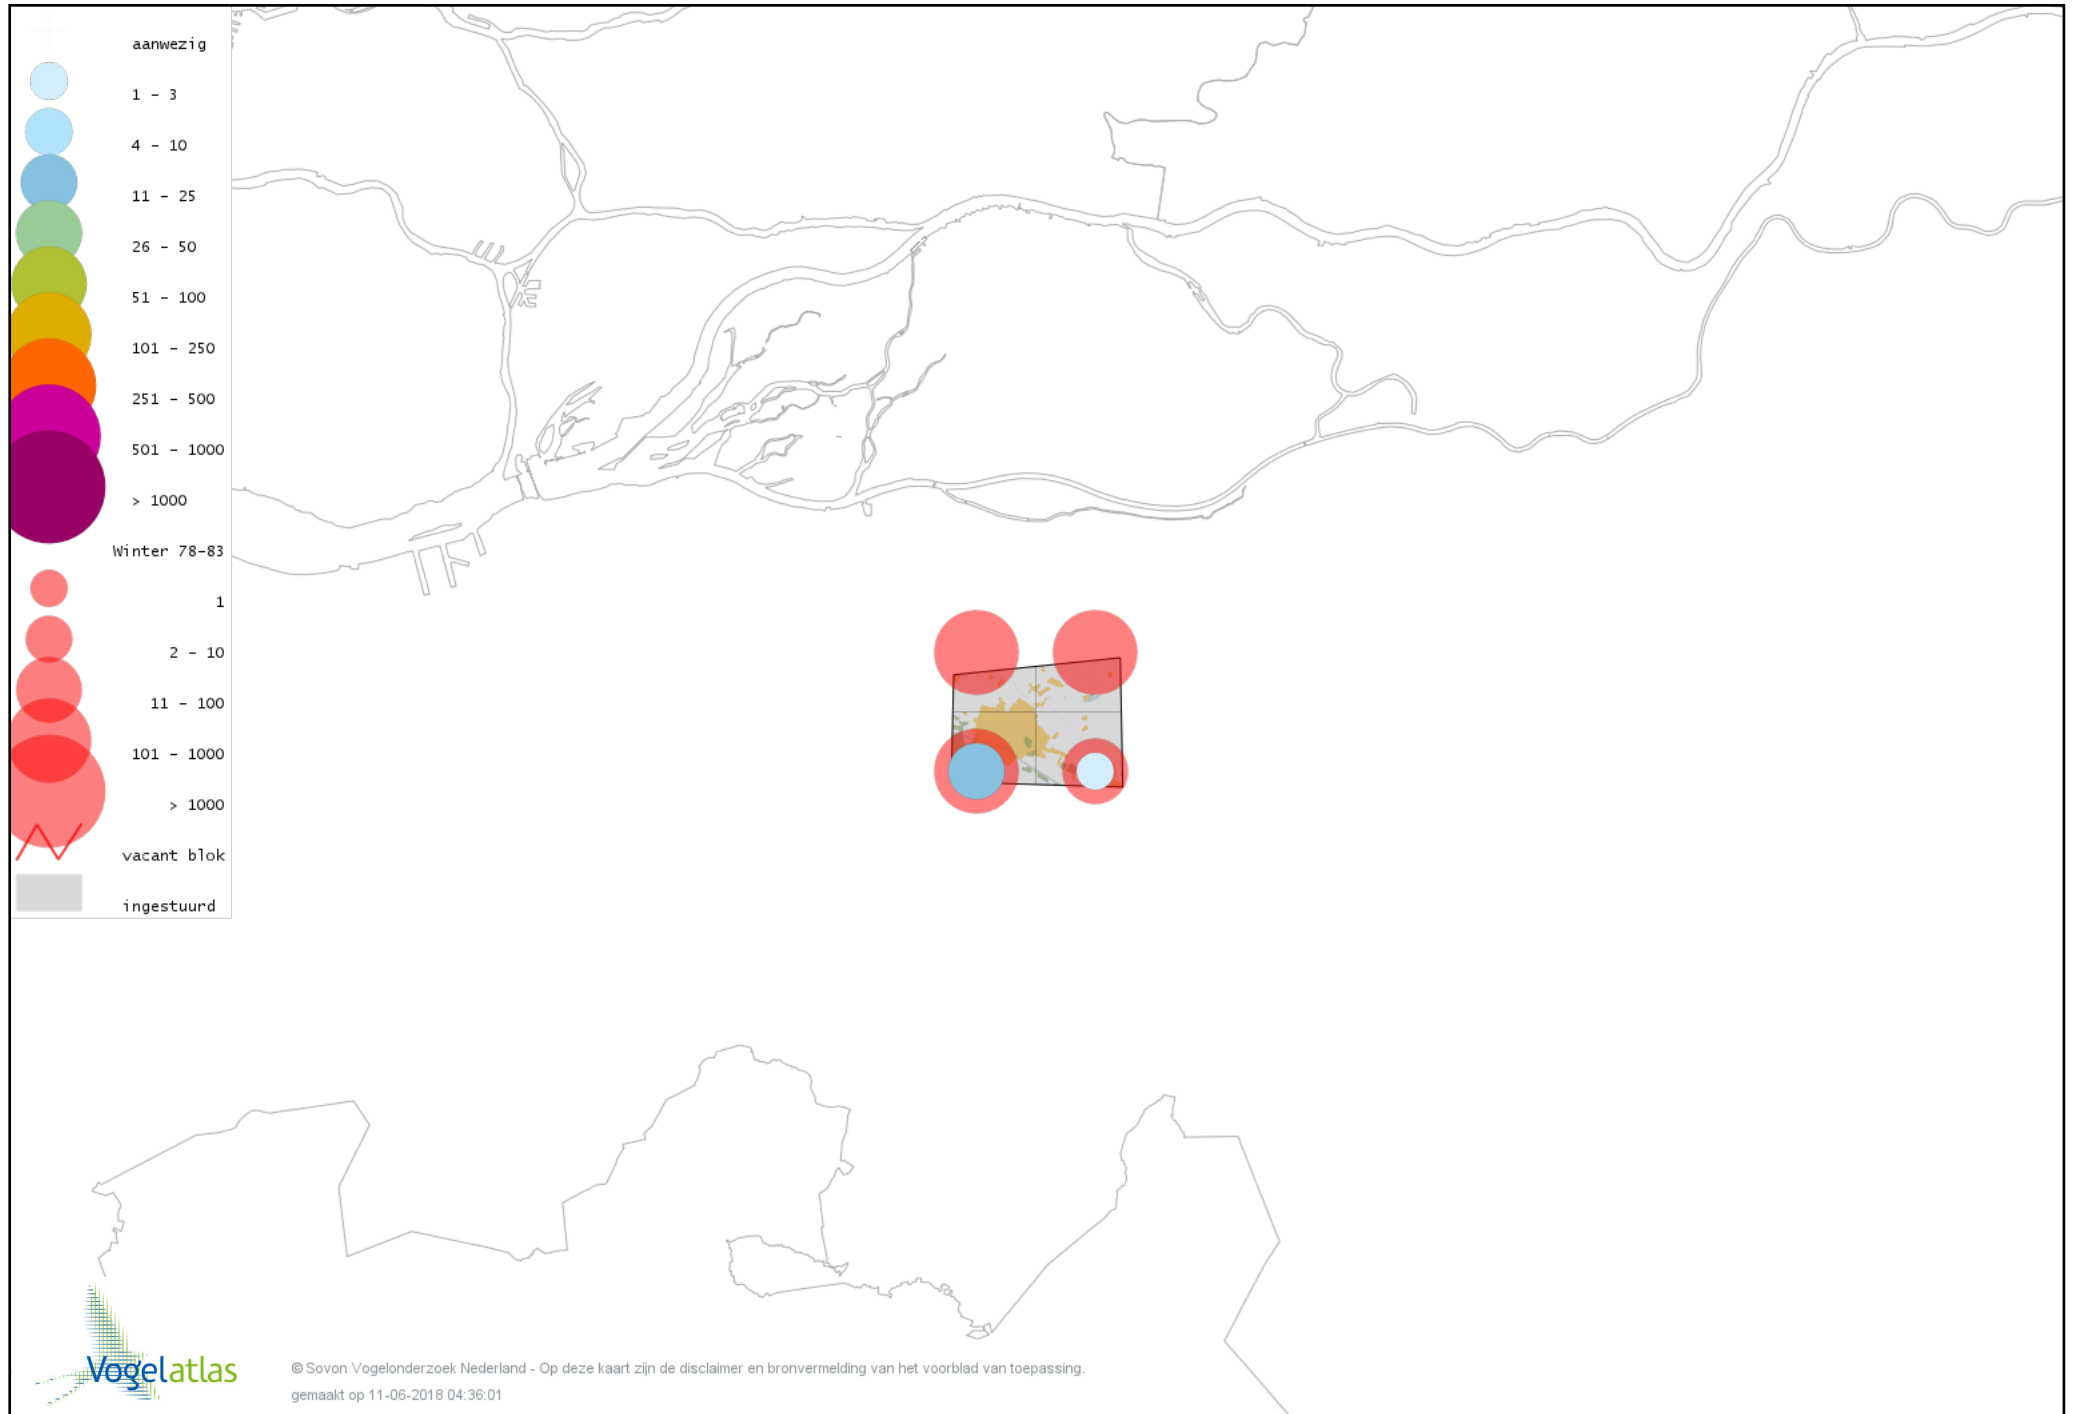 aanwezig
1 - 3
4 - 10
11 - 25
26 - 50
51 - 100
101 - 250
251 - 500
501 - 1000
> 1000
Winter 78-83
1
2 - 10
11 - 100
101 - 1000
> 1000
vacant blok
ingestuurd
Vogelatlas
© Sovon Vogelonderzoek Nederland - Op deze kaart zijn de disclaimer en bronvermelding van het voorblad van toepassing.
gemaakt op 11-06-2018 04:36:01